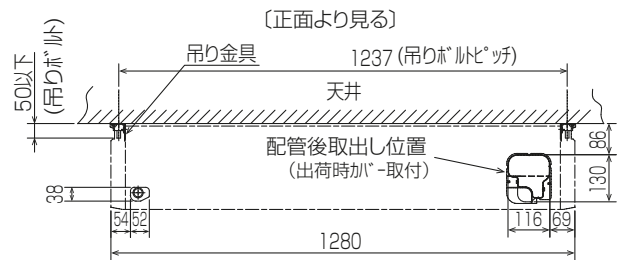 〔正面より見る〕
吊り金具
1237 (吊りボルトピッチ)
50以下
(吊りボルト)
天井
86
配管後取出し位置
(出荷時カバー取付)
130
38
54
52
116
69
1280